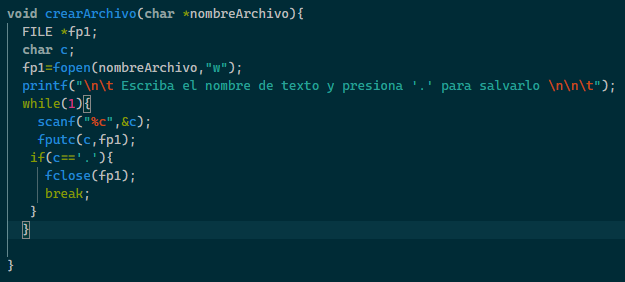 void crearArchivo(char *nombreArchivo){
FILE *fp1;
char c;
fp1=fopen(nombreArchivo,"w");
printf("\n\t Escriba el nombre de texto y presiona '.' para salvarlo \n\n\t");
while(1){
scanf("%c",&c);
fputc(c,fp1);
if(c=='.'){
fclose(fp1);
break;
}
}
}